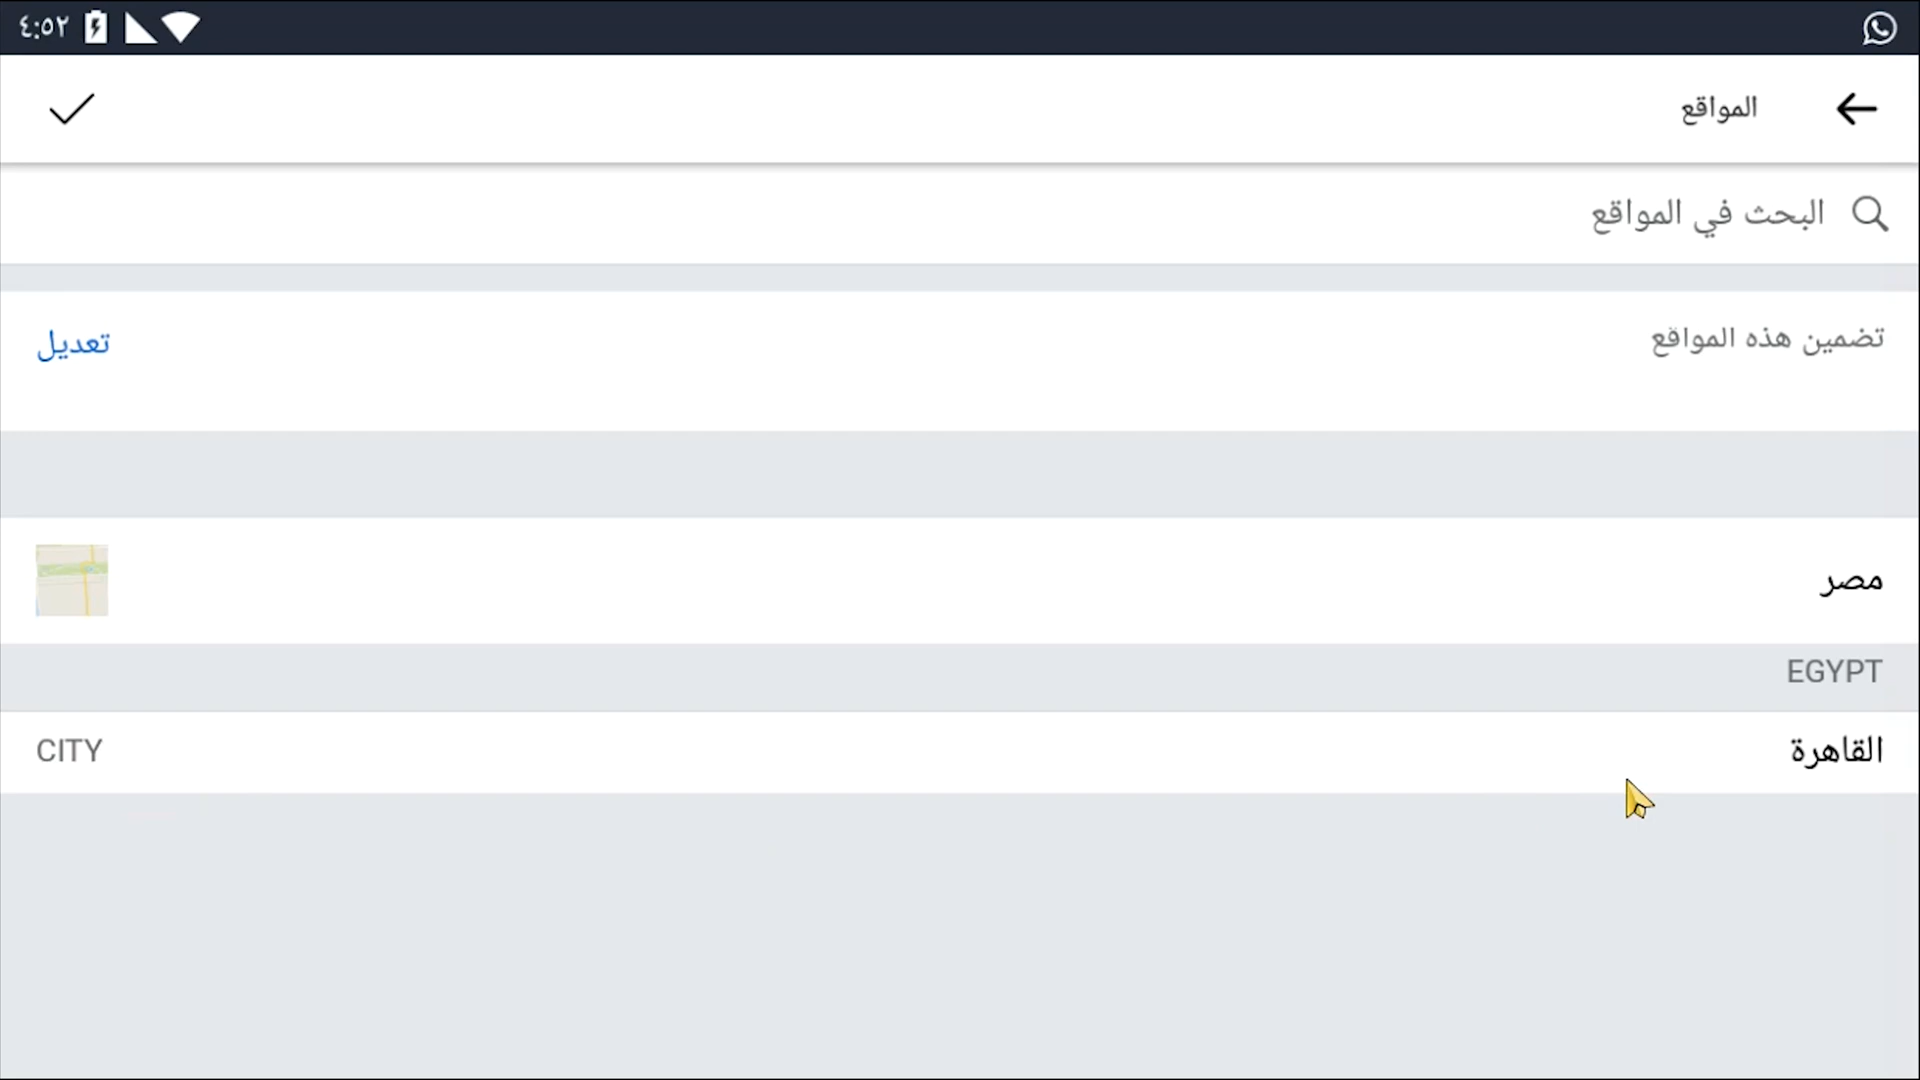 ٤:٥٢
المواقع
البحث في المواقع
تضمين هذه المواقع
تعديل
مصر
EGYPT
القاهرة
CITY